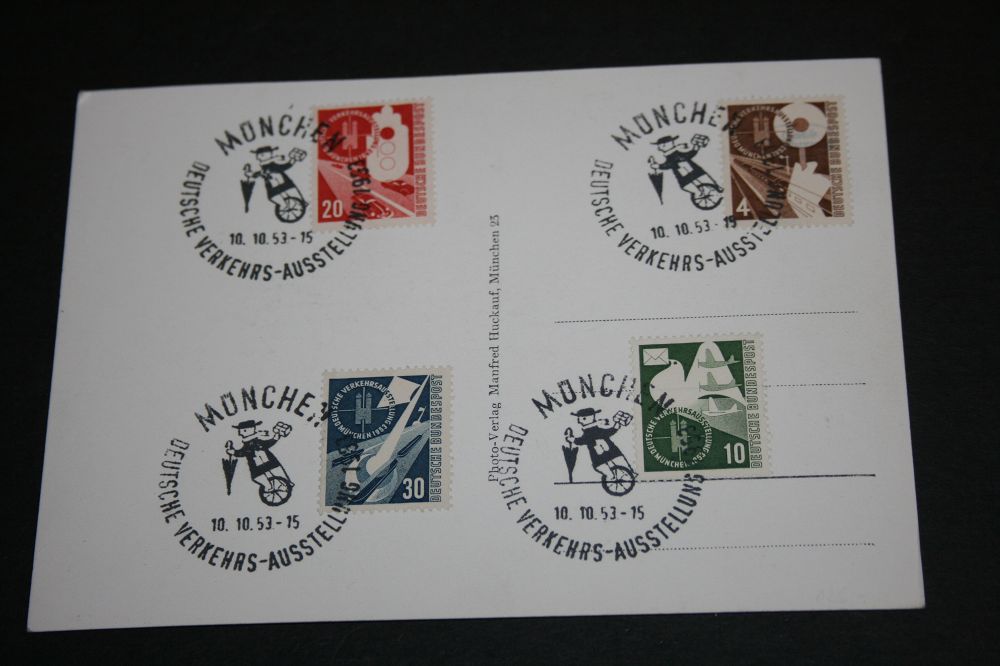 MÜNCHEN
DEUTSCHE VERKEHRS-AUSSTELLUNG 1953
10. 10. 53-15
20
DEUTSCHE BUNDESPOST
MÜNCHEN
DEUTSCHE VERKEHRS-AUSSTELLUNG
10. 10. 53-15
4
DEUTSCHE BUNDESPOST
Photo-Verlag Manfred Huckauf, München 23
MÜNCHEN
DEUTSCHE VERKEHRS-AUSSTELLUNG 1953
10. 10. 53-15
DEUTSCHE VERKEHRSAUSSTELLUNG MÜNCHEN 1953
30
DEUTSCHE BUNDESPOST
MÜNCHEN
DEUTSCHE VERKEHRS-AUSSTELLUNG
10. 10. 53-15
DEUTSCHE VERKEHRSAUSSTELLUNG MÜNCHEN 1953
10
DEUTSCHE BUNDESPOST